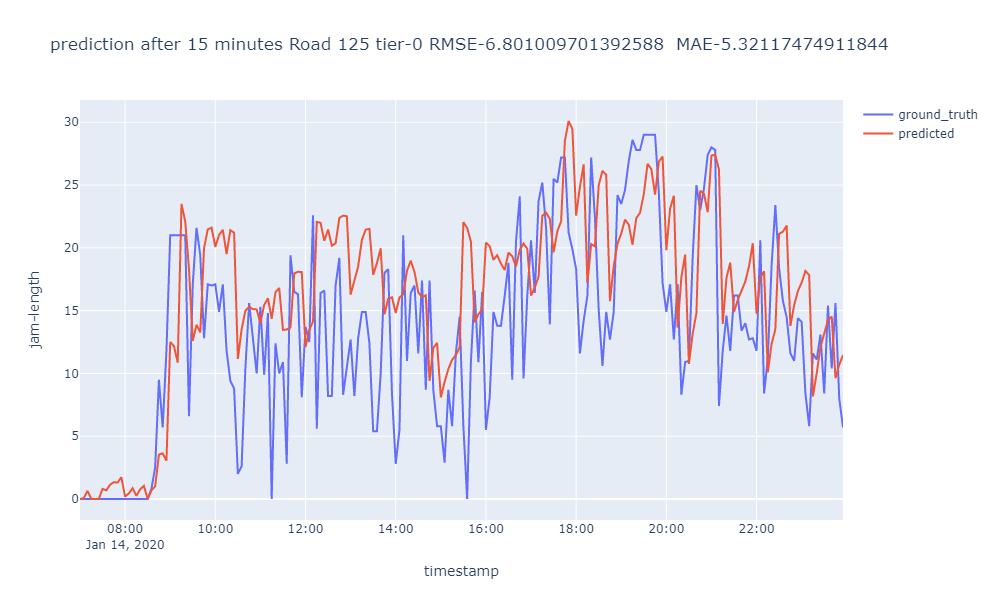 prediction after 15 minutes Road 125 tier-0 RMSE-6.801009701392588  MAE-5.32117474911844
ground_truth
predicted
30
25
20
15
10
5
0
jam-length
08:00 10:00 12:00 14:00 16:00 18:00 20:00 22:00
Jan 14, 2020
timestamp